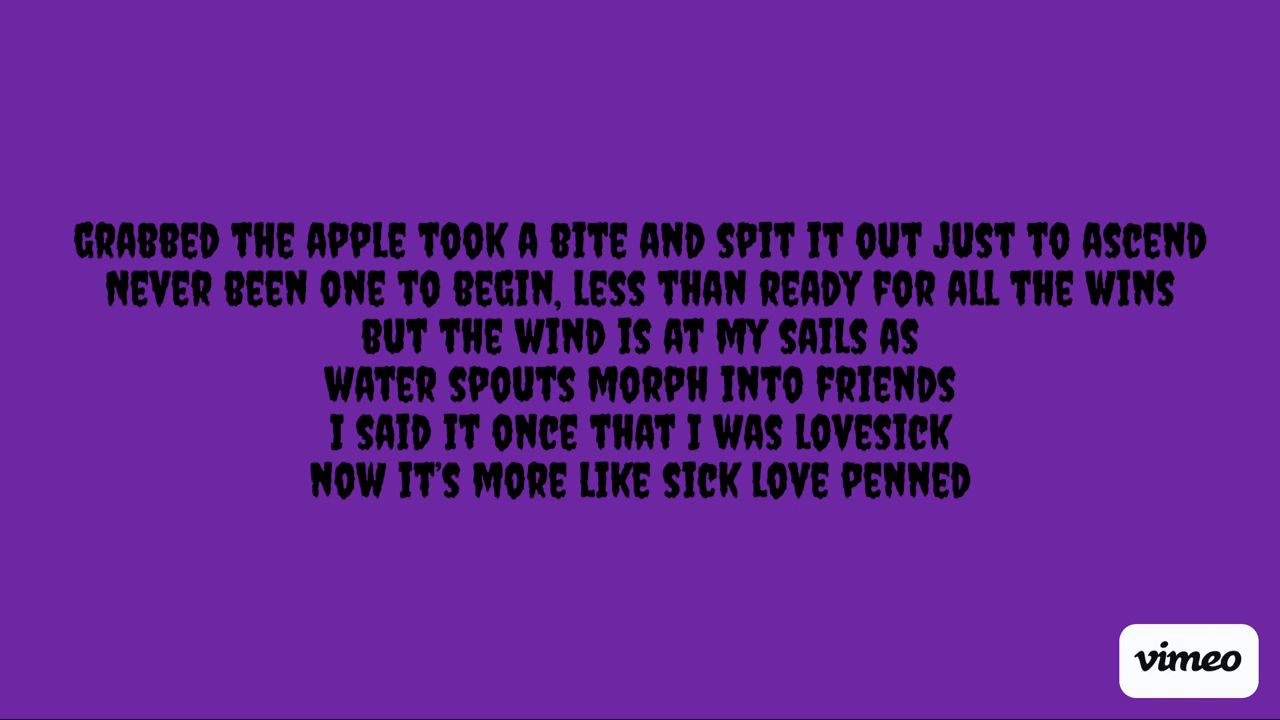 GRABBED THE APPLE TOOK A BITE AND SPIT IT OUT JUST TO ASCEND
NEVER BEEN ONE TO BEGIN, LESS THAN READY FOR ALL THE WINS
BUT THE WIND IS AT MY SAILS AS
WATER SPOUTS MORPH INTO FRIENDS
I SAID IT ONCE THAT I WAS LOVESICK
NOW IT'S MORE LIKE SICK LOVE PENNED
vimeo